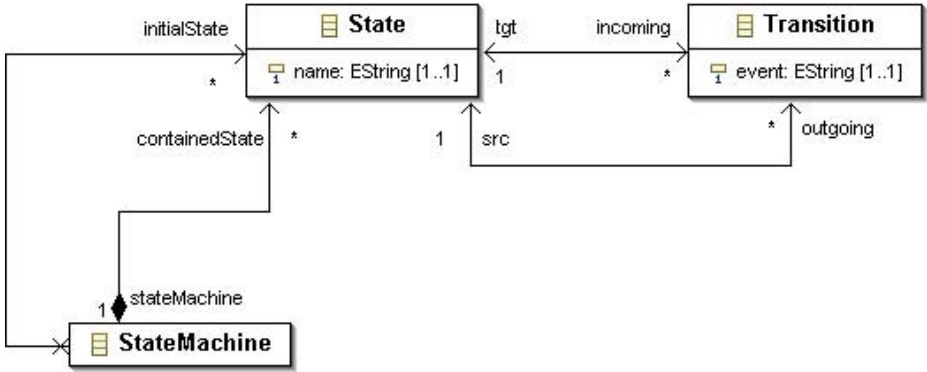 initialState
*
State
name: EString [1..1]
tgt
1
incoming
*
Transition
event: EString [1..1]
containedState
*
1
src
*
outgoing
1
stateMachine
StateMachine